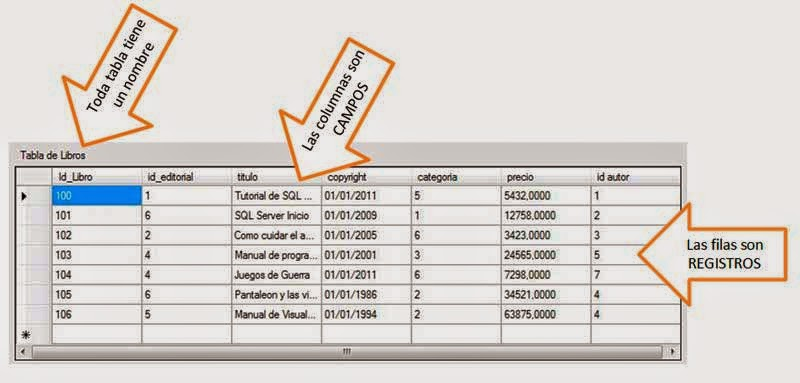 Toda tabla tiene
un nombre
Las columnas son
CAMPOS
Tabla de Libros
Id_Libro id_editorial titulo copyright categoria precio id autor
100 1 Tutorial de SQL ... 01/01/2011 5 5432,0000 1
101 6 SQL Server Inicio 01/01/2009 1 12758,0000 2
102 2 Como cuidar el a... 01/01/2005 6 3423,0000 3
103 4 Manual de progra... 01/01/2001 3 24565,0000 5
104 4 Juegos de Guerra 01/01/2011 6 7298,0000 7
105 6 Pantaleon y las vi... 01/01/1986 2 34521,0000 4
106 5 Manual de Visual... 01/01/1994 2 63875,0000 4
Las filas son
REGISTROS